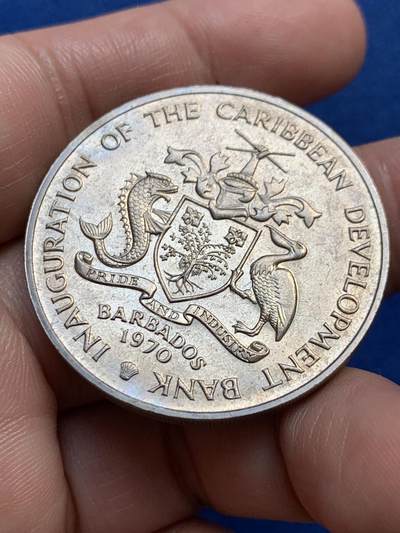 INAUGURATION OF THE CARIBBEAN DEVELOPMENT BANK
PRIDE AND INDUSTRY
BARBADOS
1970